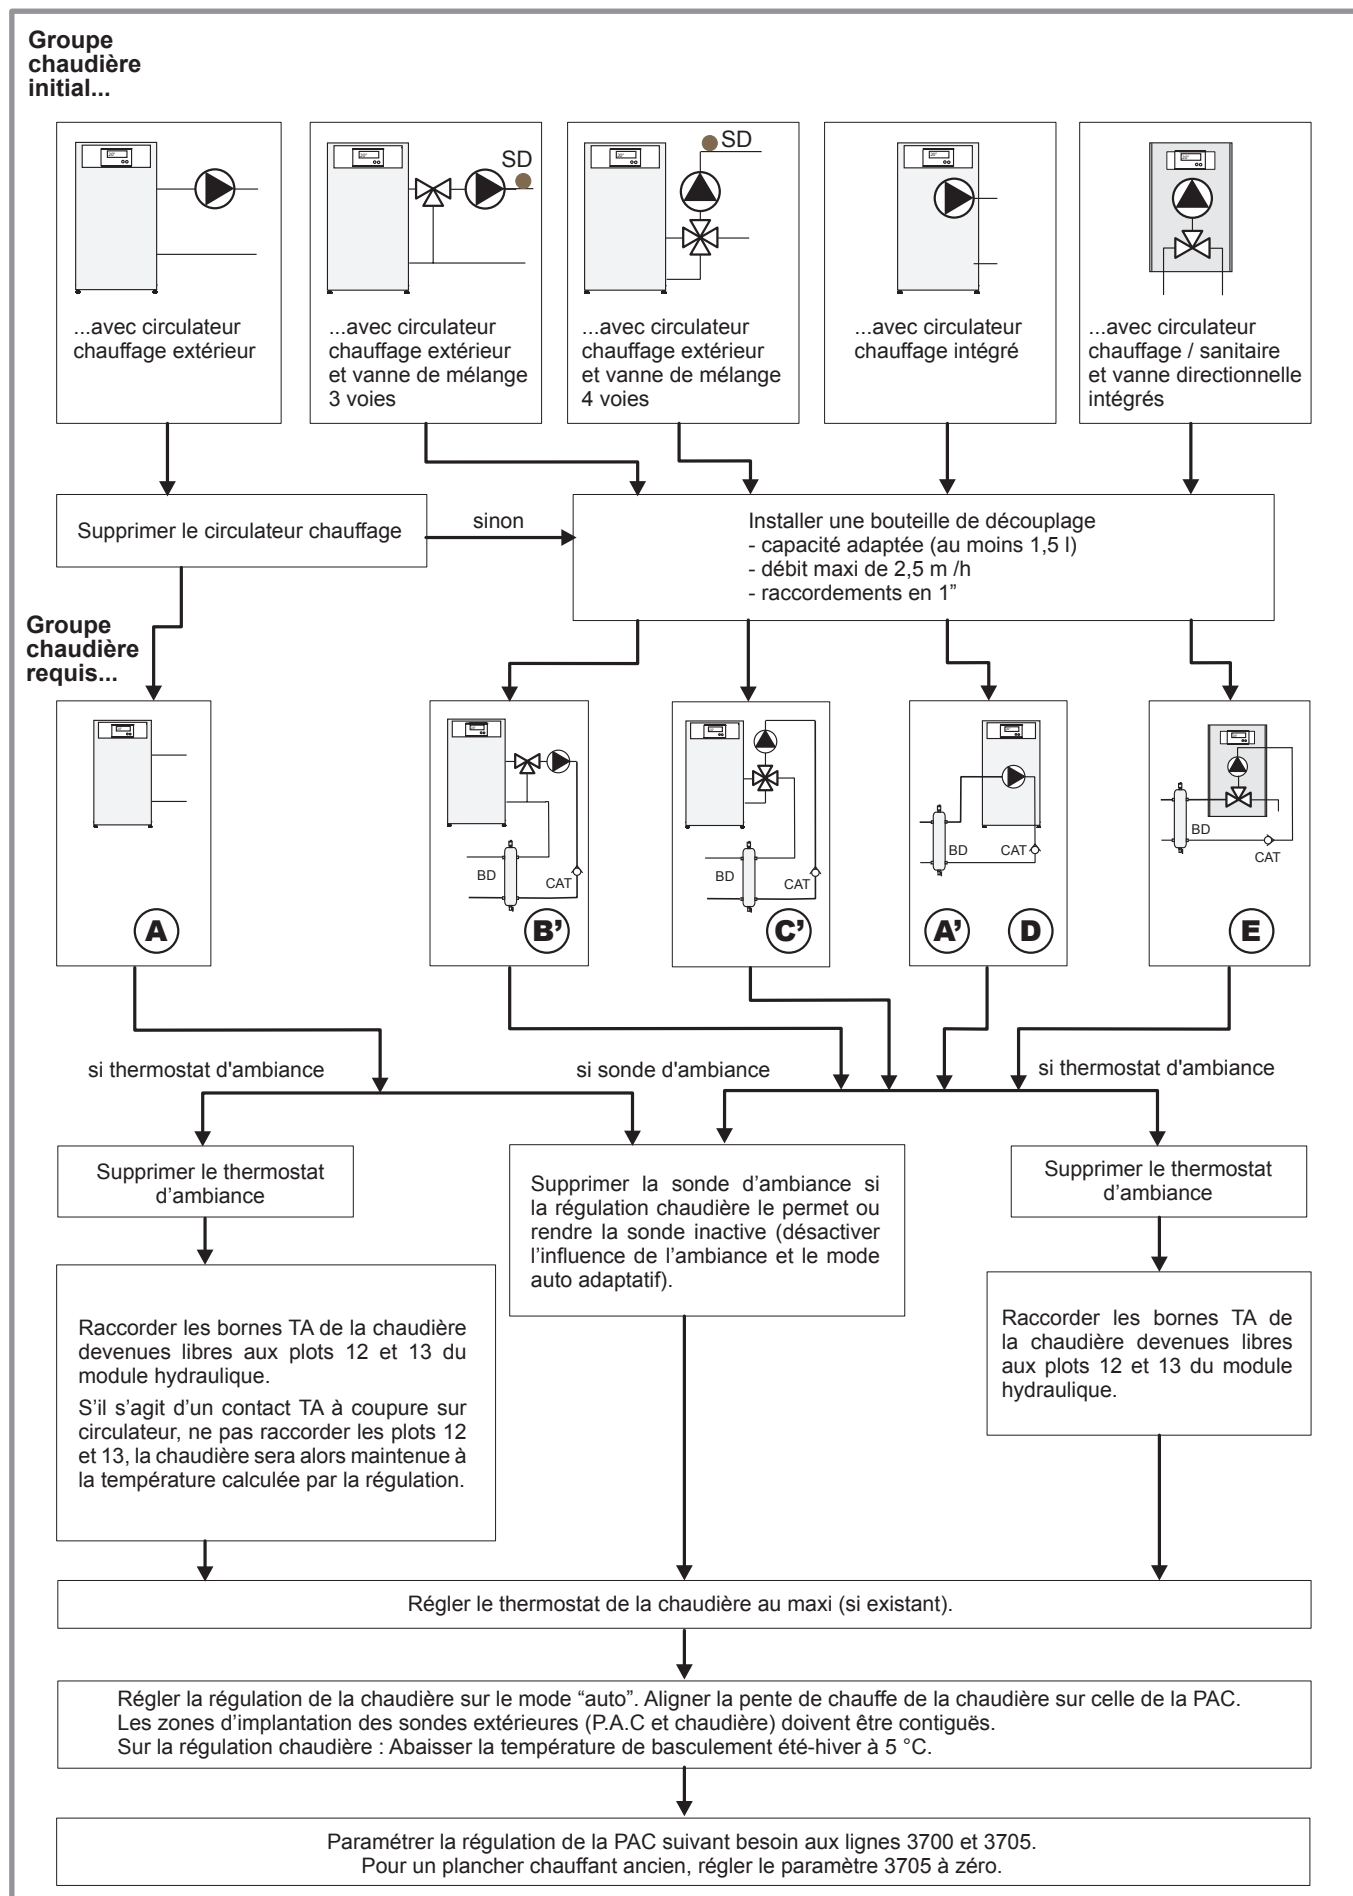 Groupe
chaudière
initial...
SD
SD
...avec circulateur
chauffage extérieur
...avec circulateur
chauffage extérieur
et vanne de mélange
3 voies
...avec circulateur
chauffage extérieur
et vanne de mélange
4 voies
...avec circulateur
chauffage intégré
...avec circulateur
chauffage / sanitaire
et vanne directionnelle
intégrés
Supprimer le circulateur chauffage
sinon
Installer une bouteille de découplage
- capacité adaptée (au moins 1,5 l)
- débit maxi de 2,5 m /h
- raccordements en 1”
Groupe
chaudière
requis...
A
BD
CAT
B’
BD
CAT
C’
BD
CAT
A’
D
BD
CAT
E
si thermostat d'ambiance
si sonde d'ambiance
si thermostat d'ambiance
Supprimer le thermostat
d’ambiance
Supprimer la sonde d’ambiance si
la régulation chaudière le permet ou
rendre la sonde inactive (désactiver
l’influence de l’ambiance et le mode
auto adaptatif).
Supprimer le thermostat
d’ambiance
Raccorder les bornes TA de la chaudière
devenues libres aux plots 12 et 13 du
module hydraulique.
S’il s’agit d’un contact TA à coupure sur
circulateur, ne pas raccorder les plots 12
et 13, la chaudière sera alors maintenue à
la température calculée par la régulation.
Raccorder les bornes TA de
la chaudière devenues libres
aux plots 12 et 13 du module
hydraulique.
Régler le thermostat de la chaudière au maxi (si existant).
Régler la régulation de la chaudière sur le mode “auto”. Aligner la pente de chauffe de la chaudière sur celle de la PAC.
Les zones d’implantation des sondes extérieures (P.A.C et chaudière) doivent être contiguës.
Sur la régulation chaudière : Abaisser la température de basculement été-hiver à 5 °C.
Paramétrer la régulation de la PAC suivant besoin aux lignes 3700 et 3705.
Pour un plancher chauffant ancien, régler le paramètre 3705 à zéro.